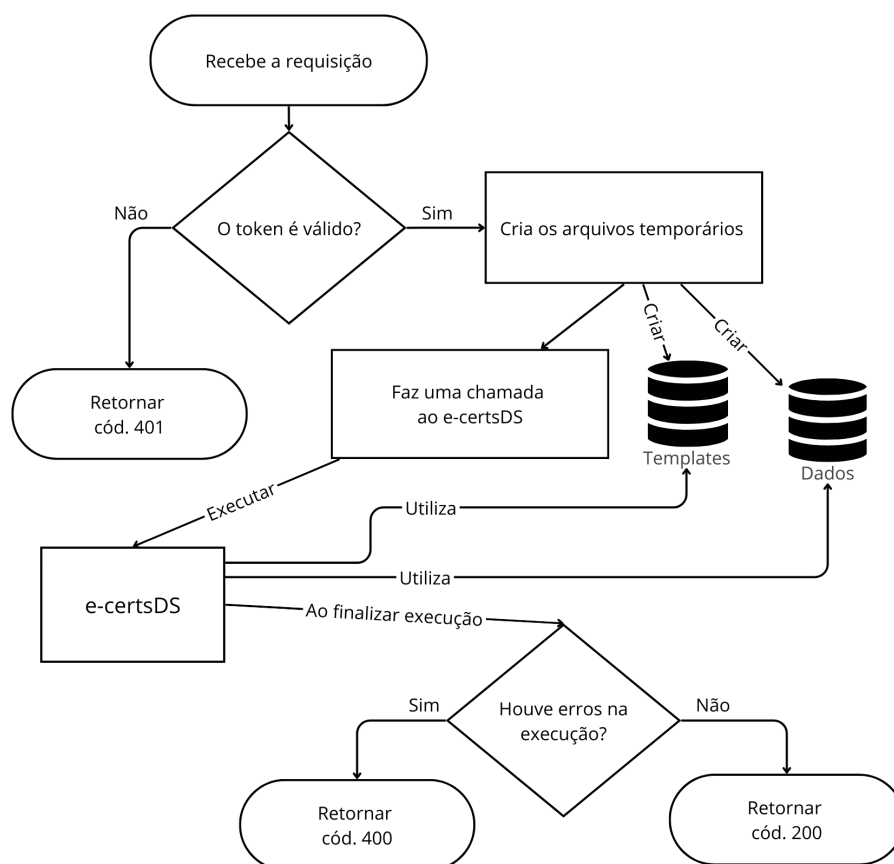 Recebe a requisição
Não
Sim
O token é válido?
Cria os arquivos temporários
Criar
Criar
Retornar
cód. 401
Faz uma chamada
ao e-certsDS
Templates
Dados
Executar
Utiliza
Utiliza
e-certsDS
Ao finalizar execução
Sim
Houve erros na
execução?
Não
Retornar
cód. 400
Retornar
cód. 200